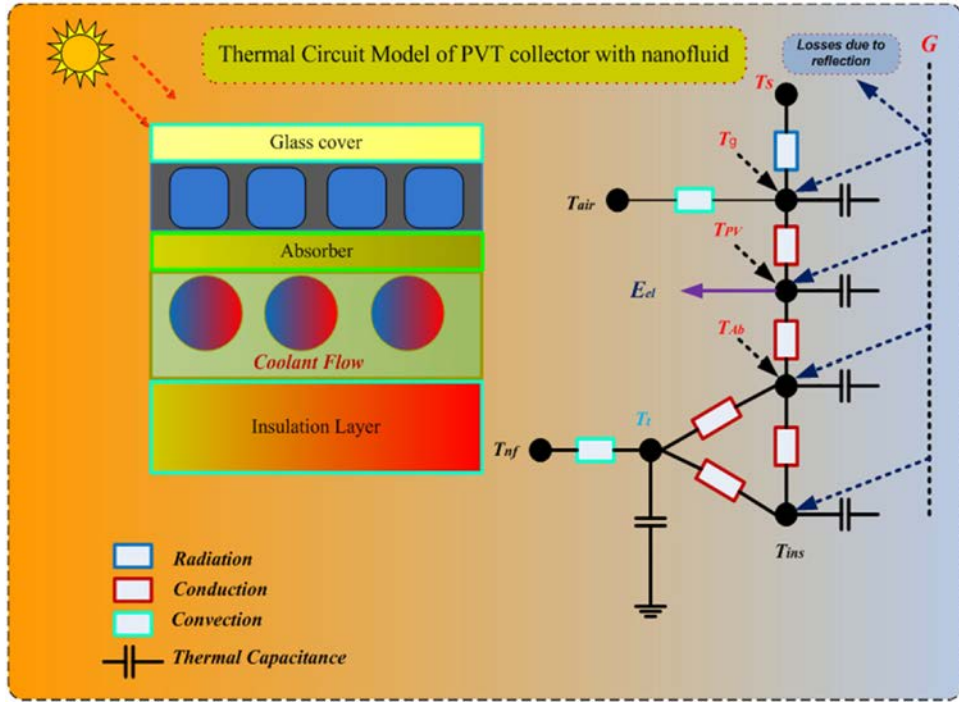 Thermal Circuit Model of PVT collector with nanofluid
Losses due to
reflection
G
Ts
Tg
Tair
TPV
Eel
TAb
Tt
Tnf
Tins
Glass cover
Absorber
Coolant Flow
Insulation Layer
Radiation
Conduction
Convection
Thermal Capacitance